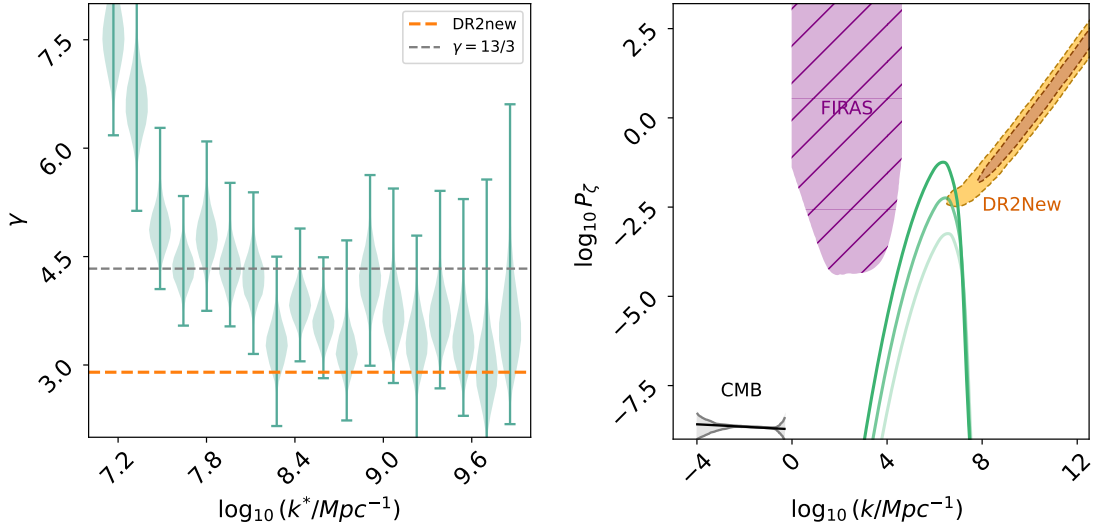 7.5
6.0
4.5
3.0
γ
7.2
7.8
8.4
9.0
9.6
log₁₀ (k*/Mpc⁻¹)
DR2new
γ = 13/3
2.5
0.0
−2.5
−5.0
−7.5
log₁₀ Pζ
FIRAS
DR2New
CMB
−4
0
4
8
12
log₁₀ (k/Mpc⁻¹)